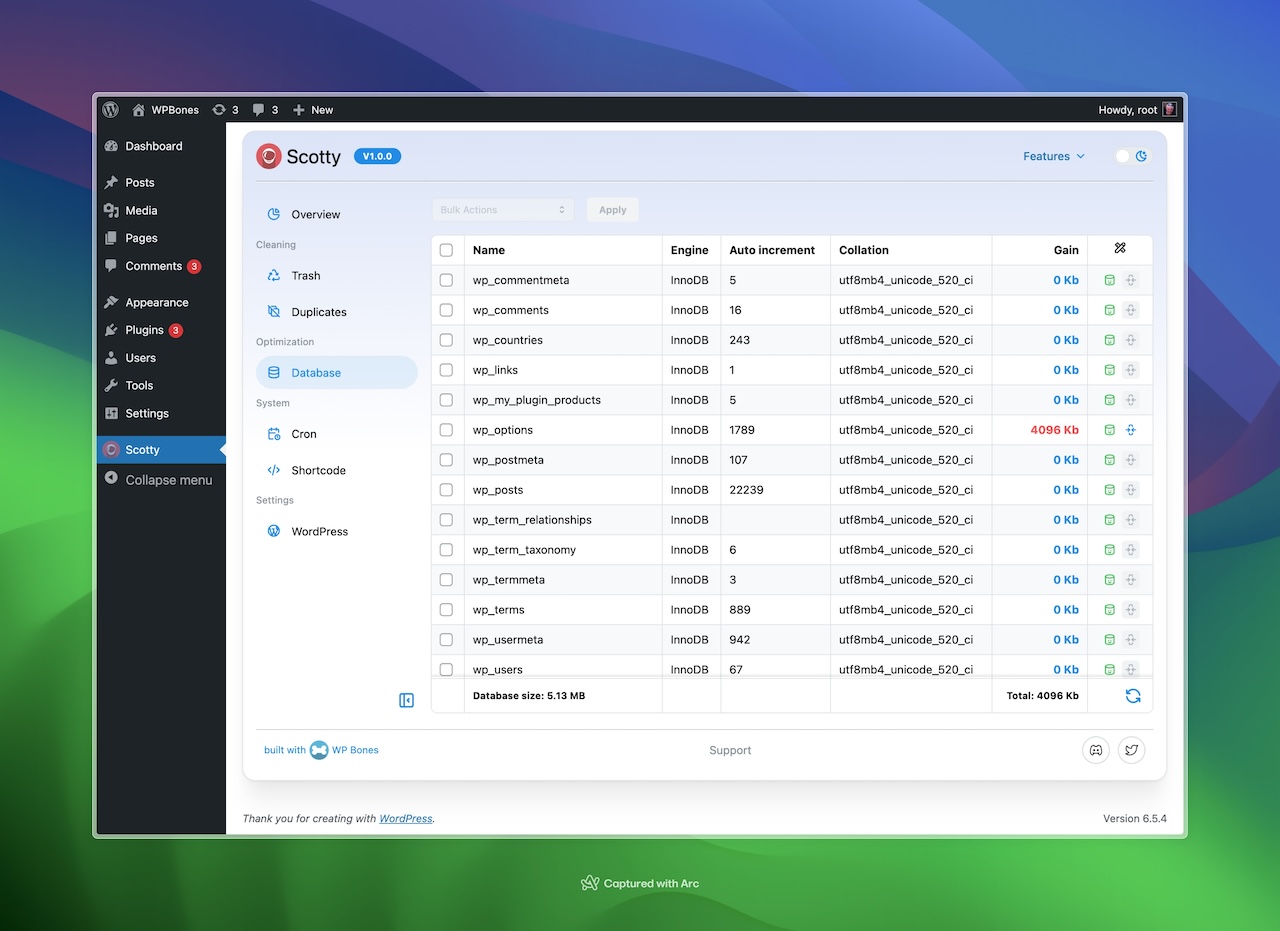 WPBones 3 3 New Howdy, root
Dashboard
Posts
Media
Pages
Comments 3
Appearance
Plugins 3
Users
Tools
Settings
Scotty
Collapse menu
Scotty V1.0.0 Features
Overview
Cleaning
Trash
Duplicates
Optimization
Database
System
Cron
Shortcode
Settings
WordPress
Bulk Actions Apply
Name Engine Auto increment Collation Gain
wp_commentmeta InnoDB 5 utf8mb4_unicode_520_ci 0 Kb
wp_comments InnoDB 16 utf8mb4_unicode_520_ci 0 Kb
wp_countries InnoDB 243 utf8mb4_unicode_520_ci 0 Kb
wp_links InnoDB 1 utf8mb4_unicode_520_ci 0 Kb
wp_my_plugin_products InnoDB 5 utf8mb4_unicode_520_ci 0 Kb
wp_options InnoDB 1789 utf8mb4_unicode_520_ci 4096 Kb
wp_postmeta InnoDB 107 utf8mb4_unicode_520_ci 0 Kb
wp_posts InnoDB 22239 utf8mb4_unicode_520_ci 0 Kb
wp_term_relationships InnoDB utf8mb4_unicode_520_ci 0 Kb
wp_term_taxonomy InnoDB 6 utf8mb4_unicode_520_ci 0 Kb
wp_termmeta InnoDB 3 utf8mb4_unicode_520_ci 0 Kb
wp_terms InnoDB 889 utf8mb4_unicode_520_ci 0 Kb
wp_usermeta InnoDB 942 utf8mb4_unicode_520_ci 0 Kb
wp_users InnoDB 67 utf8mb4_unicode_520_ci 0 Kb
Database size: 5.13 MB Total: 4096 Kb
built with WP Bones Support
Thank you for creating with WordPress. Version 6.5.4
Captured with Arc